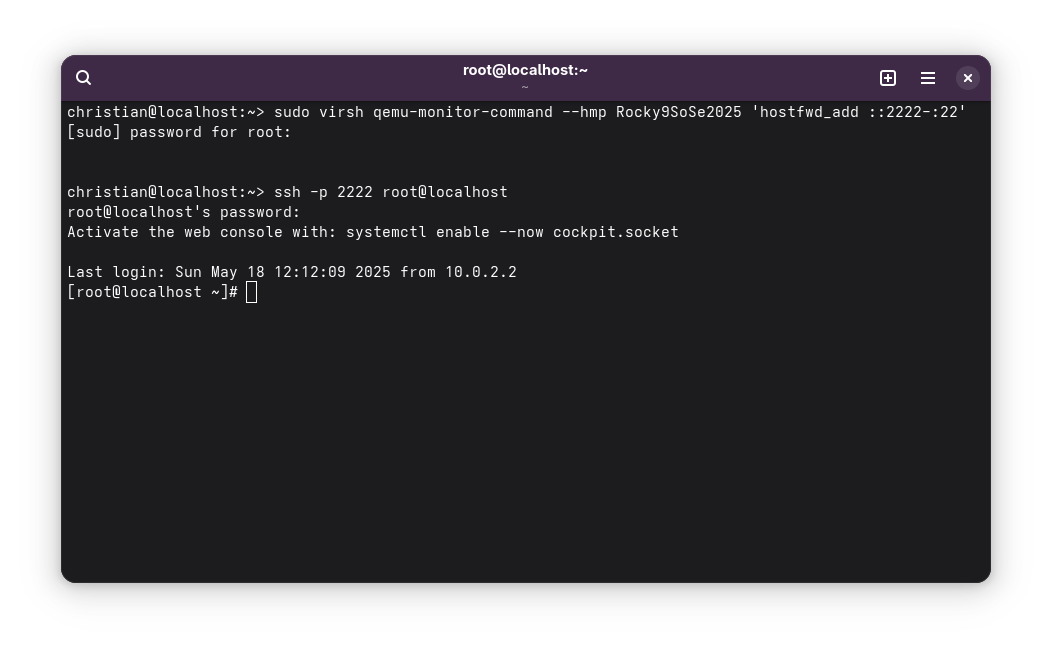 root@localhost:~
~
christian@localhost:~> sudo virsh qemu-monitor-command --hmp Rocky9SoSe2025 'hostfwd_add ::2222-:22'
[sudo] password for root:
christian@localhost:~> ssh -p 2222 root@localhost
root@localhost's password:
Activate the web console with: systemctl enable --now cockpit.socket
Last login: Sun May 18 12:12:09 2025 from 10.0.2.2
[root@localhost ~]#